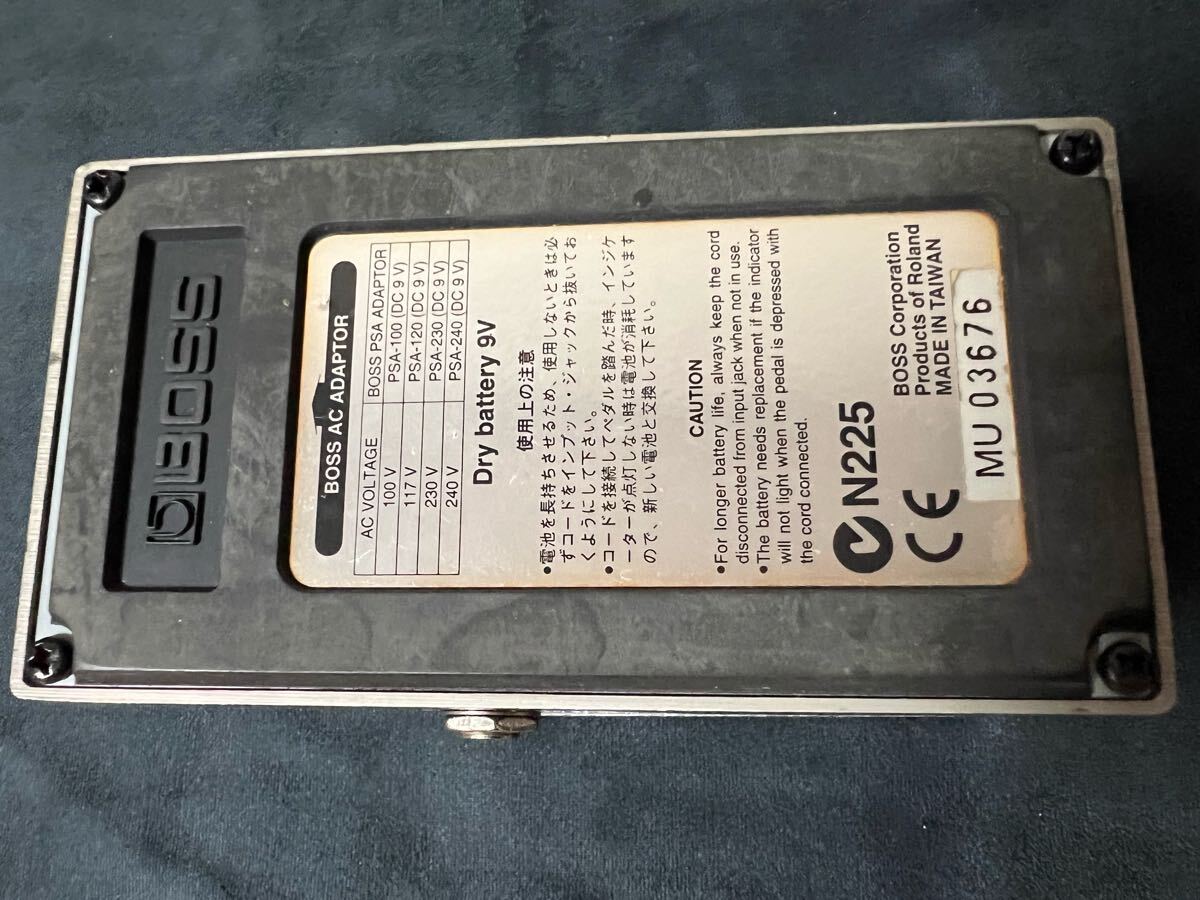 BOSS
BOSS AC ADAPTOR
AC VOLTAGE BOSS PSA ADAPTOR
100 V PSA-100 (DC 9 V)
117 V PSA-120 (DC 9 V)
230 V PSA-230 (DC 9 V)
240 V PSA-240 (DC 9 V)
Dry battery 9V
使用上の注意
●電池を長持ちさせるため、使用しないときは必
ずコードをインプット・ジャックから抜いてお
くようにして下さい。
●コードを接続してペダルを踏んだ時、インジケ
ーターが点灯しない時は電池が消耗しています
ので、新しい電池と交換して下さい。
CAUTION
●For longer battery life, always keep the cord
disconnected from input jack when not in use.
●The battery needs replacement if the indicator
will not light when the pedal is depressed with
the cord connected.
N225
CE
BOSS Corporation
Products of Roland
MADE IN TAIWAN
MU 03676